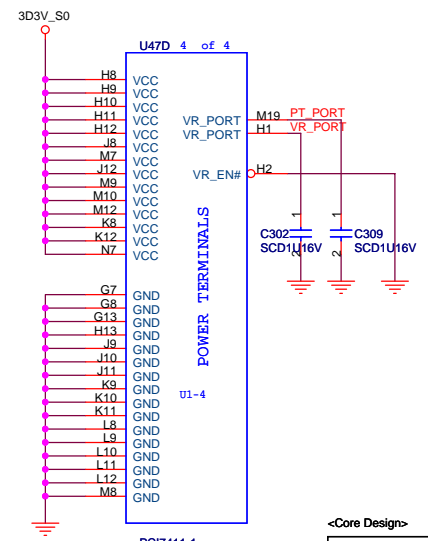 3D3V_S0
U47D 4 of 4
H8 VCC
H9 VCC
H10 VCC
H11 VCC
H12 VCC
J8 VCC
M7 VCC
J12 VCC
M9 VCC
M10 VCC
M12 VCC
K8 VCC
K12 VCC
N7 VCC
VR_PORT M19 PT_PORT
VR_PORT H1 VR_PORT
VR_EN# H2
1 1
C302 C309
SCD1U16V SCD1U16V
2 2
POWER TERMINALS
U1-4
G7 GND
G8 GND
G13 GND
H13 GND
J9 GND
J10 GND
J11 GND
K9 GND
K10 GND
K11 GND
L8 GND
L9 GND
L10 GND
L11 GND
L12 GND
M8 GND
<Core Design>